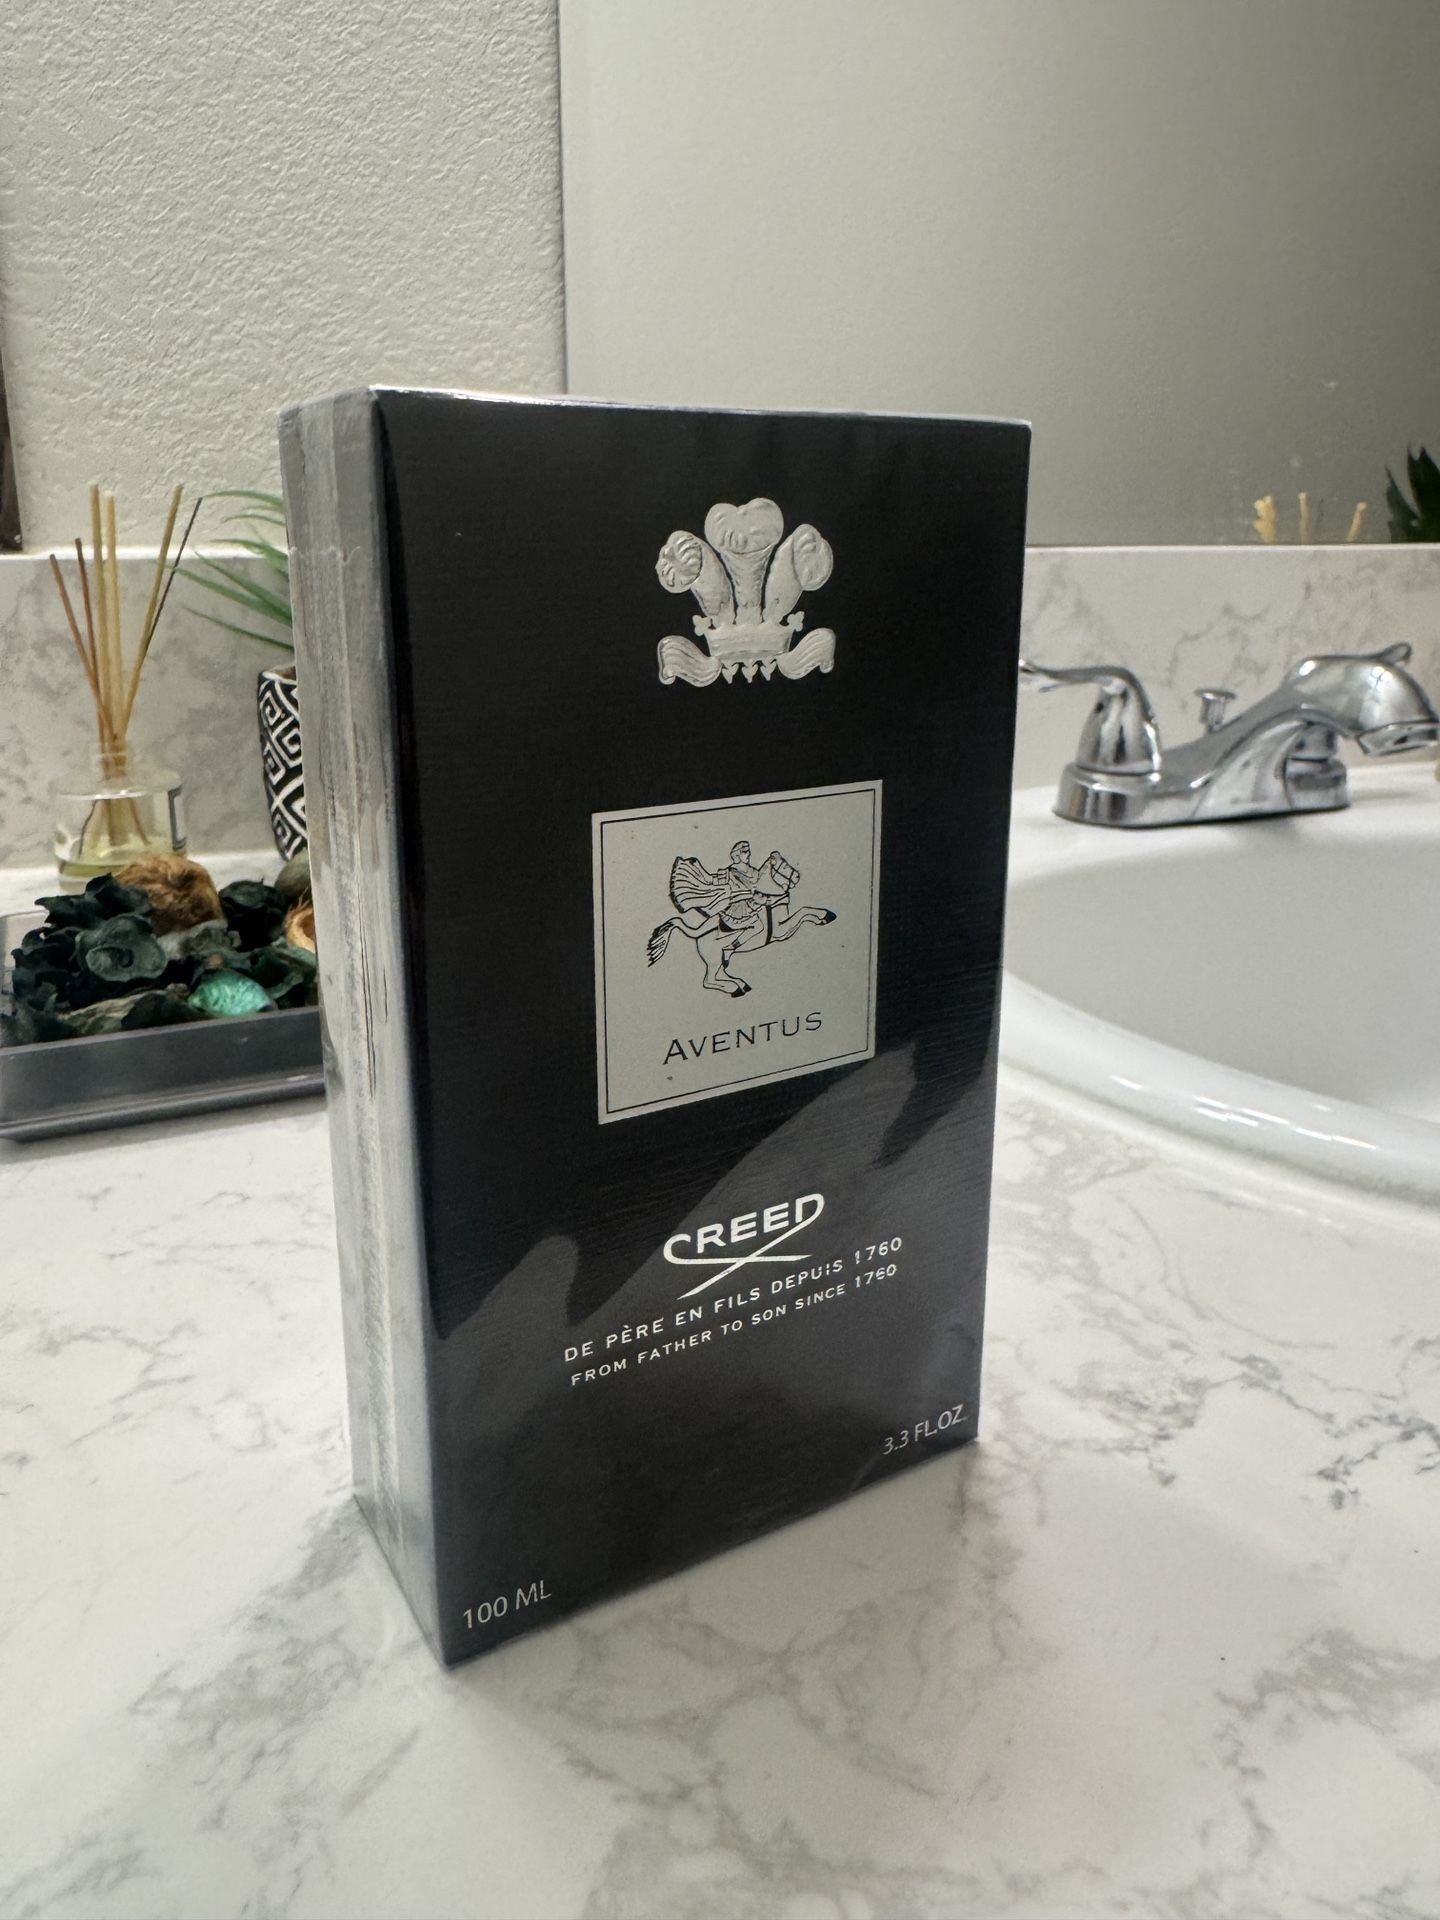 AVENTUS
CREED
DE PÈRE EN FILS DEPUIS 1760
FROM FATHER TO SON SINCE 1760
3.3 FL.OZ.
100 ML